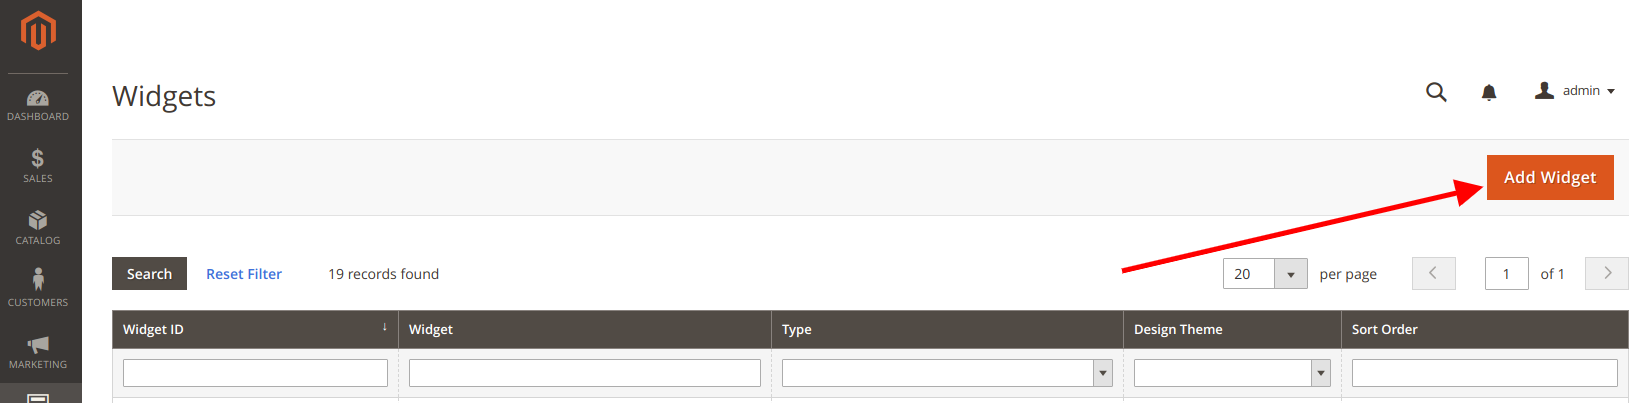 DASHBOARD
SALES
CATALOG
CUSTOMERS
MARKETING
Widgets
admin
Add Widget
Search Reset Filter 19 records found 20 per page 1 of 1
Widget ID ↓ Widget Type Design Theme Sort Order